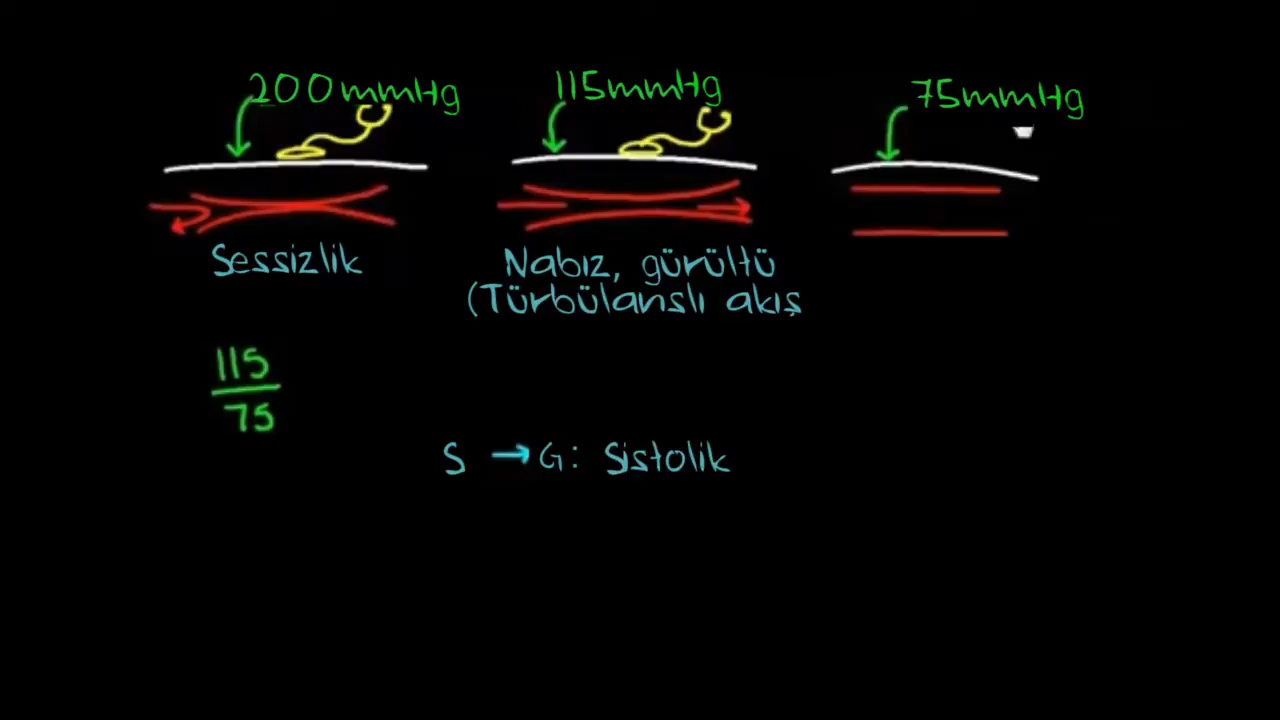 200mmHg
115mmHg
75mmHg
Sessizlik
Nabız, gürültü
(Türbülanslı akış
115
75
S → G: Sistolik